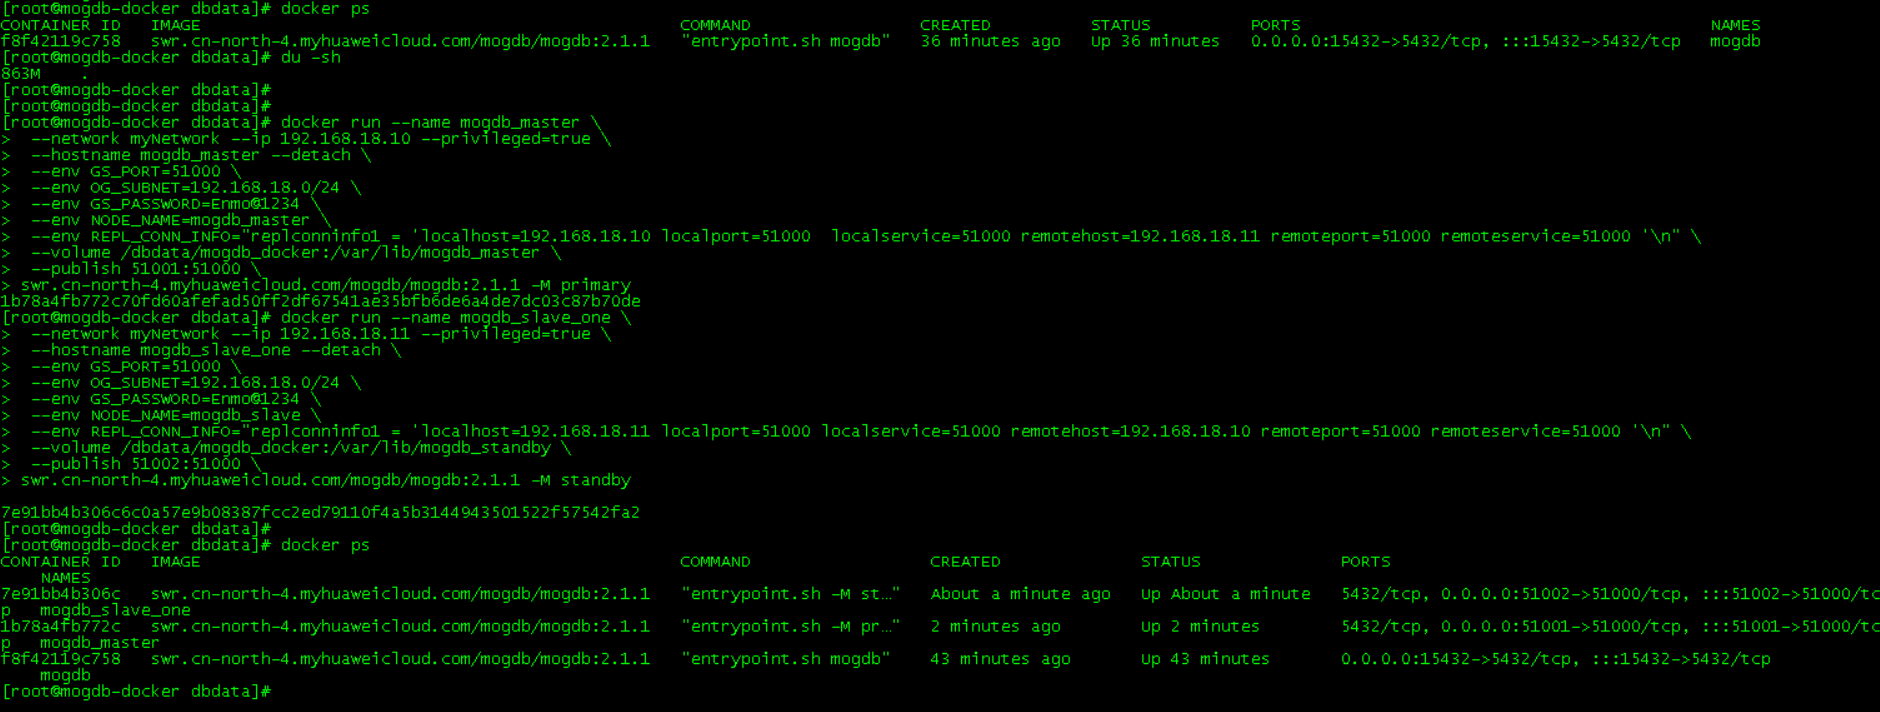 [root@mogdb-docker dbdata]# docker ps
CONTAINER ID   IMAGE                                                COMMAND                  CREATED          STATUS          PORTS                                         NAMES
f8f42119c758   swr.cn-north-4.myhuaweicloud.com/mogdb/mogdb:2.1.1   "entrypoint.sh mogdb"   36 minutes ago   Up 36 minutes   0.0.0.0:15432->5432/tcp, :::15432->5432/tcp   mogdb
[root@mogdb-docker dbdata]# du -sh
863M    .
[root@mogdb-docker dbdata]#
[root@mogdb-docker dbdata]#
[root@mogdb-docker dbdata]# docker run --name mogdb_master \
>  --network myNetwork --ip 192.168.18.10 --privileged=true \
>  --hostname mogdb_master --detach \
>  --env GS_PORT=51000 \
>  --env OG_SUBNET=192.168.18.0/24 \
>  --env GS_PASSWORD=Enmo@1234 \
>  --env NODE_NAME=mogdb_master \
>  --env REPL_CONN_INFO="replconninfo1 = 'localhost=192.168.18.10 localport=51000  localservice=51000 remotehost=192.168.18.11 remoteport=51000 remoteservice=51000 '\n" \
>  --volume /dbdata/mogdb_docker:/var/lib/mogdb_master \
>  --publish 51001:51000 \
> swr.cn-north-4.myhuaweicloud.com/mogdb/mogdb:2.1.1 -M primary
1b78a4fb772c70fd60afefad50ff2df67541ae35bfb6de6a4de7dc03c87b70de
[root@mogdb-docker dbdata]# docker run --name mogdb_slave_one \
>  --network myNetwork --ip 192.168.18.11 --privileged=true \
>  --hostname mogdb_slave_one --detach \
>  --env GS_PORT=51000 \
>  --env OG_SUBNET=192.168.18.0/24 \
>  --env GS_PASSWORD=Enmo@1234 \
>  --env NODE_NAME=mogdb_slave \
>  --env REPL_CONN_INFO="replconninfo1 = 'localhost=192.168.18.11 localport=51000 localservice=51000 remotehost=192.168.18.10 remoteport=51000 remoteservice=51000 '\n" \
>  --volume /dbdata/mogdb_docker:/var/lib/mogdb_standby \
>  --publish 51002:51000 \
> swr.cn-north-4.myhuaweicloud.com/mogdb/mogdb:2.1.1 -M standby
7e91bb4b306c6c0a57e9b08387fcc2ed79110f4a5b3144943501522f57542fa2
[root@mogdb-docker dbdata]#
[root@mogdb-docker dbdata]# docker ps
CONTAINER ID   IMAGE                                                COMMAND                  CREATED              STATUS              PORTS
    NAMES
7e91bb4b306c   swr.cn-north-4.myhuaweicloud.com/mogdb/mogdb:2.1.1   "entrypoint.sh -M st…"   About a minute ago   Up About a minute   5432/tcp, 0.0.0.0:51002->51000/tcp, :::51002->51000/tc
p   mogdb_slave_one
1b78a4fb772c   swr.cn-north-4.myhuaweicloud.com/mogdb/mogdb:2.1.1   "entrypoint.sh -M pr…"   2 minutes ago        Up 2 minutes        5432/tcp, 0.0.0.0:51001->51000/tcp, :::51001->51000/tc
p   mogdb_master
f8f42119c758   swr.cn-north-4.myhuaweicloud.com/mogdb/mogdb:2.1.1   "entrypoint.sh mogdb"    43 minutes ago       Up 43 minutes       0.0.0.0:15432->5432/tcp, :::15432->5432/tcp
    mogdb
[root@mogdb-docker dbdata]#